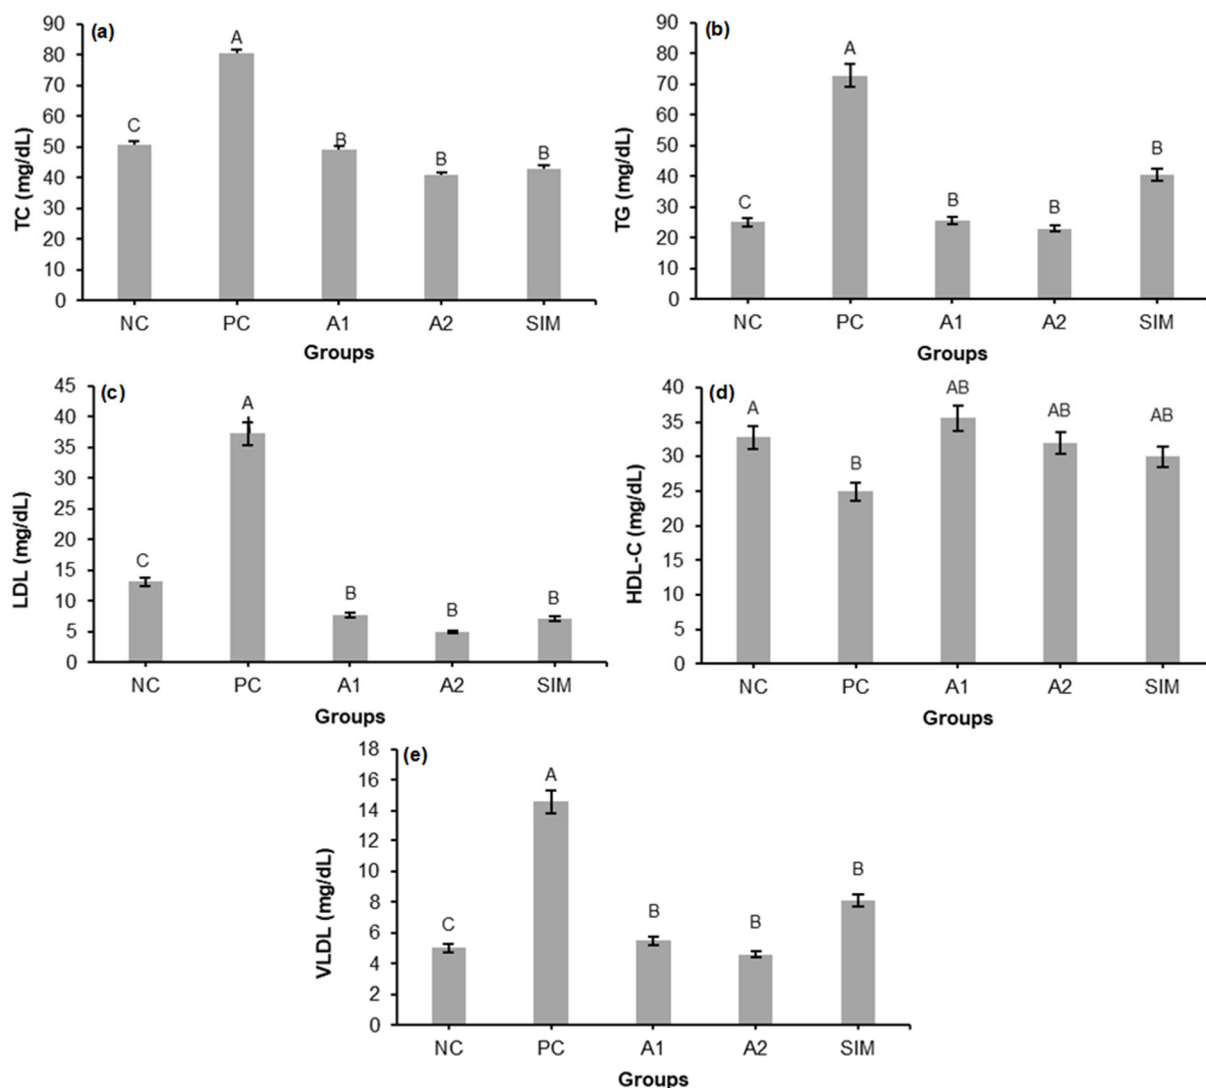 (a)
TC (mg/dL)
90
80
70
60
50
40
30
20
10
0
C
A
B
B
B
NC PC A1 A2 SIM
Groups
(b)
TG (mg/dL)
90
80
70
60
50
40
30
20
10
0
C
A
B
B
B
NC PC A1 A2 SIM
Groups
(c)
LDL (mg/dL)
45
40
35
30
25
20
15
10
5
0
C
A
B
B
B
NC PC A1 A2 SIM
Groups
(d)
HDL-C (mg/dL)
40
35
30
25
20
15
10
5
0
A
B
AB
AB
AB
NC PC A1 A2 SIM
Groups
(e)
VLDL (mg/dL)
18
16
14
12
10
8
6
4
2
0
C
A
B
B
B
NC PC A1 A2 SIM
Groups